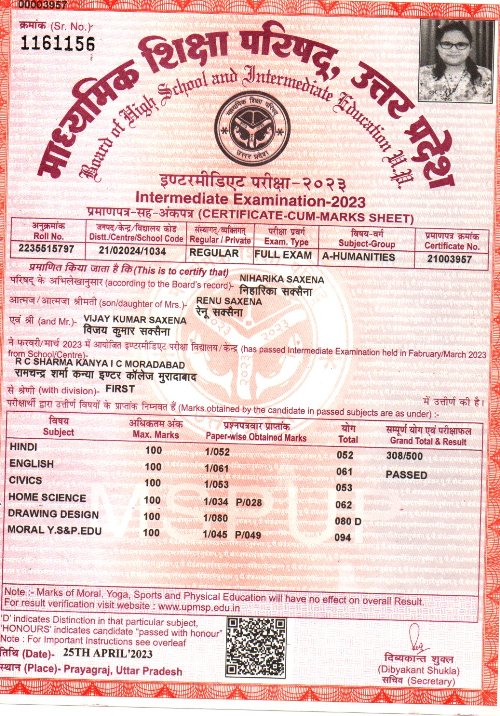 00003957
क्रमांक (Sr. No.)
1161156
माध्यमिक शिक्षा परिषद्, उत्तर प्रदेश
Board of High School and Intermediate Education U.P.
इण्टरमीडिएट परीक्षा-२०२३
Intermediate Examination-2023
प्रमाणपत्र-सह-अंकपत्र (CERTIFICATE-CUM-MARKS SHEET)
अनुक्रमांक जनपद/केन्द्र/विद्यालय कोड संस्थागत/व्यक्तिगत परीक्षा प्रवर्ग विषय-वर्ग प्रमाणपत्र क्रमांक
Roll No. Distt./Centre/School Code Regular / Private Exam. Type Subject-Group Certificate No.
2235515797 21/02024/1034 REGULAR FULL EXAM A-HUMANITIES 21003957
प्रमाणित किया जाता है कि (This is to certify that)
परिषद् के अभिलेखानुसार (according to the Board's record)- NIHARIKA SAXENA
निहारिका सक्सैना
आत्मज / आत्मजा श्रीमती (son/daughter of Mrs.)- RENU SAXENA
रेनू सक्सैना
एवं श्री (and Mr.)- VIJAY KUMAR SAXENA
विजय कुमार सक्सैना
ने फरवरी/मार्च 2023 में आयोजित इण्टरमीडिएट परीक्षा विद्यालय / केन्द्र (has passed Intermediate Examination held in Fabruary/March 2023
from School/Centre)-
R C SHARMA KANYA I C MORADABAD
रामचन्द्र शर्मा कन्या इण्टर कॉलेज मुरादाबाद
से श्रेणी (with division)- FIRST में उत्तीर्ण की है।
परीक्षार्थी द्वारा उत्तीर्ण विषयों के प्राप्तांक निम्नवत हैं (Marks obtained by the candidate in passed subjects are as under) :-
विषय अधिकतम अंक प्रश्नपत्रवार प्राप्तांक योग सम्पूर्ण योग एवं परीक्षाफल
Subject Max. Marks Paper-wise Obtained Marks Total Grand Total & Result
HINDI 100 1/052 052 308/500
ENGLISH 100 1/061 061 PASSED
CIVICS 100 1/053 053
HOME SCIENCE 100 1/034 P/028 062
DRAWING DESIGN 100 1/080 080 D
MORAL Y.S&P.EDU 100 1/045 P/049 094
MSPUP
Note :- Marks of Moral, Yoga, Sports and Physical Education will have no effect on overall Result.
For result verification visit website : www.upmsp.edu.in
'D' indicates Distinction in that particular subject,
'HONOURS' indicates candidate "passed with honour"
Note : For Important Instructions see overleaf
तिथि (Date)- 25TH APRIL'2023
स्थान (Place)- Prayagraj, Uttar Pradesh
दिब्यकान्त शुक्ल
(Dibyakant Shukla)
सचिव (Secretary)